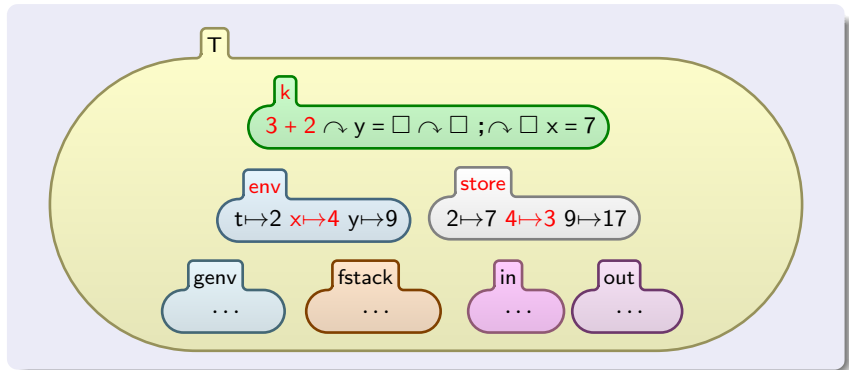 T
k
3 + 2 ↷ y = □ ↷ □ ; ↷ □ x = 7
env
store
t↦2 x↦4 y↦9
2↦7 4↦3 9↦17
genv
fstack
in
out
···
···
···
···